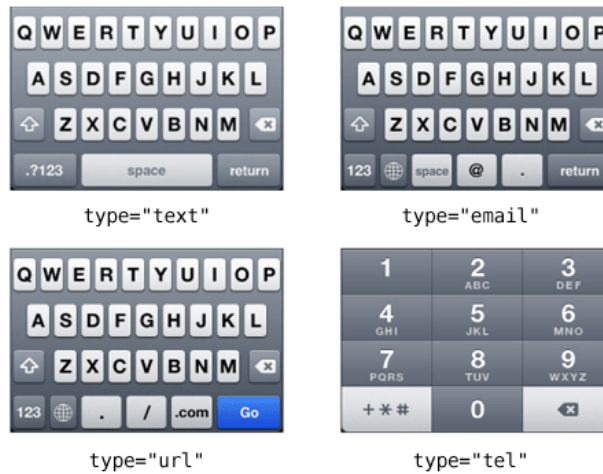 Q W E R T Y U I O P
A S D F G H J K L
Z X C V B N M
.?123 space return
type="text"
Q W E R T Y U I O P
A S D F G H J K L
Z X C V B N M
123 space @ . return
type="email"
Q W E R T Y U I O P
A S D F G H J K L
Z X C V B N M
123 . / .com Go
type="url"
1 2 3
ABC DEF
4 5 6
GHI JKL MNO
7 8 9
PQRS TUV WXYZ
+*# 0
type="tel"